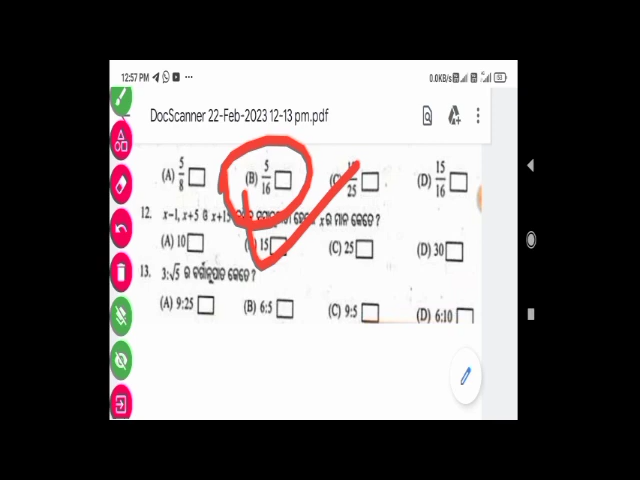 12:57 PM ... 0.0KB/s 53
DocScanner 22-Feb-2023 12-13 pm.pdf
(A) 5/8 (B) 5/16 (C) /25 (D) 15/16
12. x−1, x+5 ଓ x+15 x ର ମାନ କେତେ ?
(A) 10 15 (C) 25 (D) 30
13. 3:√5 ର ବର୍ଗାନୁପାତ କେତେ ?
(A) 9:25 (B) 6:5 (C) 9:5 (D) 6:10